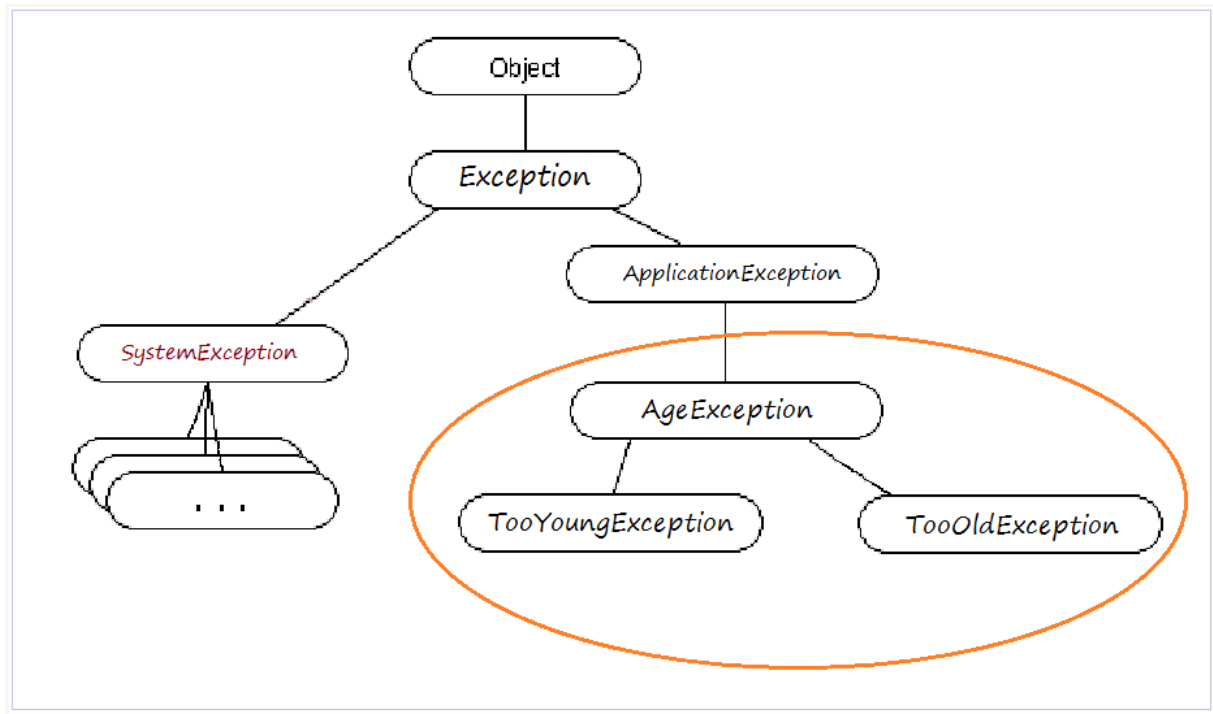 Object
Exception
ApplicationException
SystemException
AgeException
. . .
TooYoungException
TooOldException